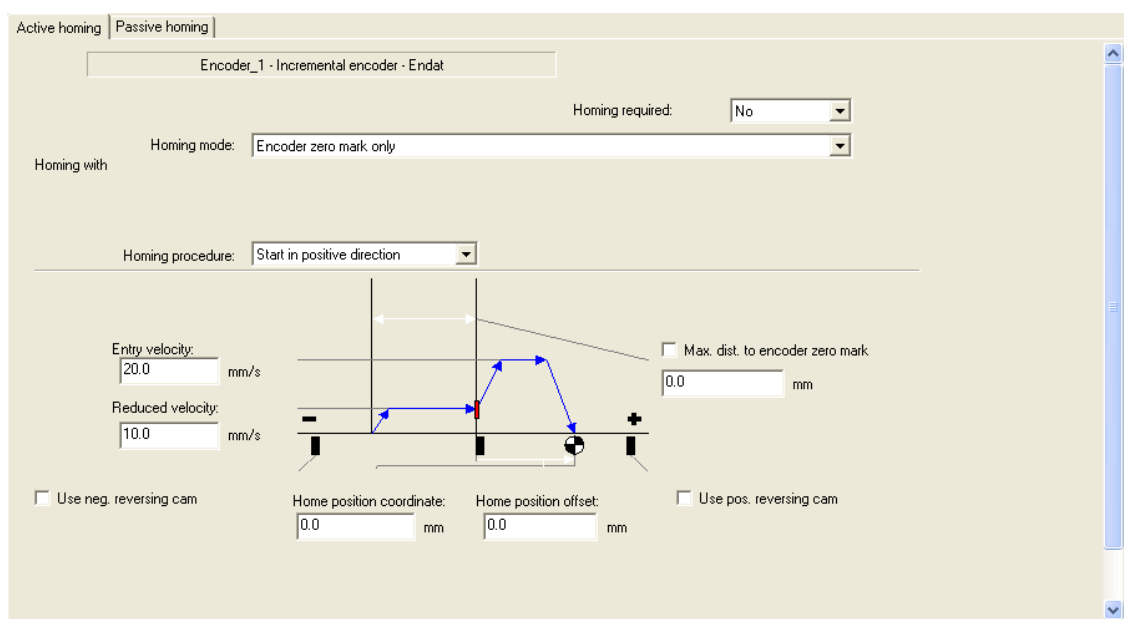 Active homing
Passive homing
Encoder_1 - Incremental encoder - Endat
Homing required:
No
Homing mode:
Encoder zero mark only
Homing with
Homing procedure:
Start in positive direction
Entry velocity:
20.0
mm/s
Max. dist. to encoder zero mark
0.0
mm
Reduced velocity:
10.0
mm/s
Use neg. reversing cam
Home position coordinate:
0.0
mm
Home position offset:
0.0
mm
Use pos. reversing cam